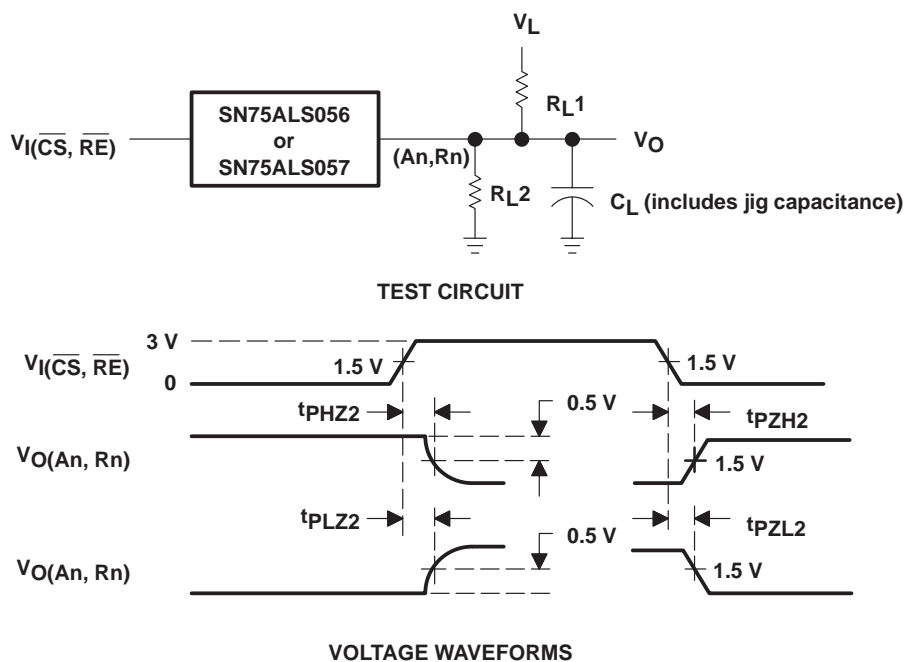 VL
SN75ALS056
or
SN75ALS057
RL1
VI(CS, RE)
(An,Rn)
VO
RL2
CL (includes jig capacitance)
TEST CIRCUIT
3 V
VI(CS, RE)
1.5 V
1.5 V
0
tPHZ2
0.5 V
tPZH2
VO(An, Rn)
1.5 V
tPLZ2
0.5 V
tPZL2
VO(An, Rn)
1.5 V
VOLTAGE WAVEFORMS